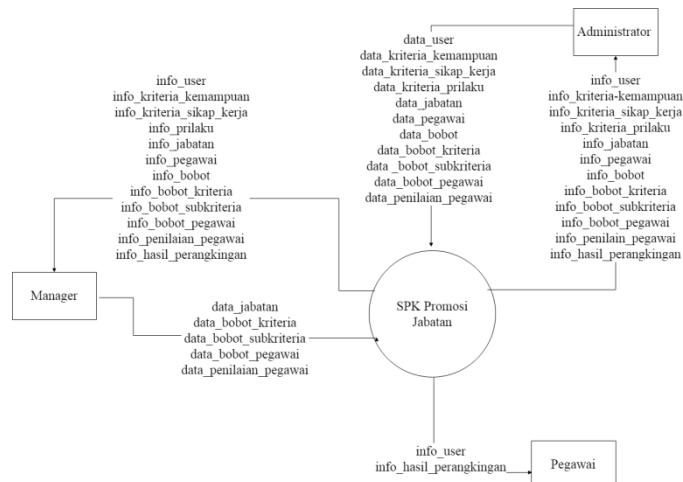 Administrator
data_user
data_kriteria_kemampuan
data_kriteria_sikap_kerja
data_kriteria_prilaku
data_jabatan
data_pegawai
data_bobot
data_bobot_kriteria
data _bobot_subkriteria
data_bobot_pegawai
data_penilaian_pegawai
info_user
info_kriteria_kemampuan
info_kriteria_sikap_kerja
info_prilaku
info_jabatan
info_pegawai
info_bobot
info_bobot_kriteria
info_bobot_subkriteria
info_bobot_pegawai
info_penilaian_pegawai
info_hasil_perangkingan
info_user
info_kriteria-kemampuan
info_kriteria_sikap_kerja
info_kriteria_prilaku
info_jabatan
info_pegawai
info_bobot
info_bobot_kriteria
info_bobot_subkriteria
info_bobot_pegawai
info_penilain_pegawai
info_hasil_perangkingan
Manager
data_jabatan
data_bobot_kriteria
data_bobot_subkriteria
data_bobot_pegawai
data_penilaian_pegawai
SPK Promosi
Jabatan
info_user
info_hasil_perangkingan
Pegawai